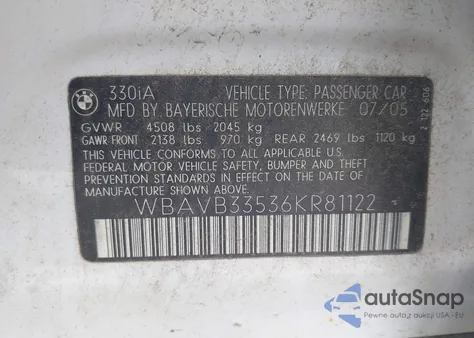 BMW
330iA VEHICLE TYPE: PASSENGER CAR
MFD BY BAYERISCHE MOTORENWERKE 07/05
GVWR 4508 lbs 2045 kg
GAWR FRONT 2138 lbs 970 kg REAR 2469 lbs 1120 kg
THIS VEHICLE CONFORMS TO ALL APPLICABLE U.S.
FEDERAL MOTOR VEHICLE SAFETY, BUMPER AND THEFT
PREVENTION STANDARDS IN EFFECT ON THE DATE OF
MANUFACTURE SHOWN ABOVE.
WBAVB33536KR81122
autoSnap
Pewne auta z aukcji USA i EU